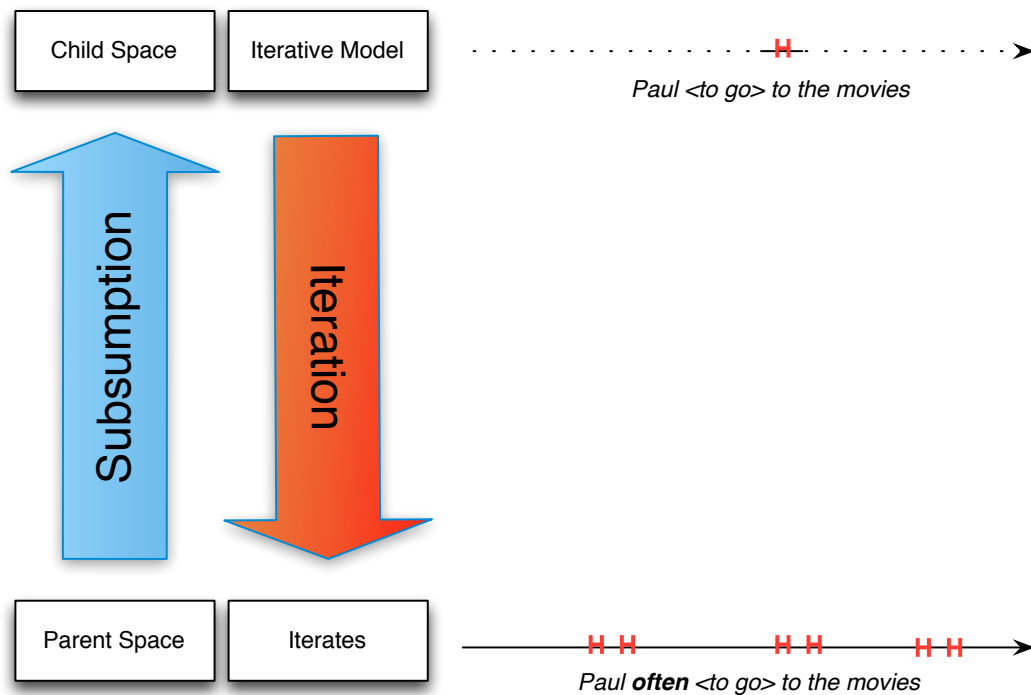 Child Space
Iterative Model
Paul <to go> to the movies
Subsumption
Iteration
Parent Space
Iterates
Paul often <to go> to the movies